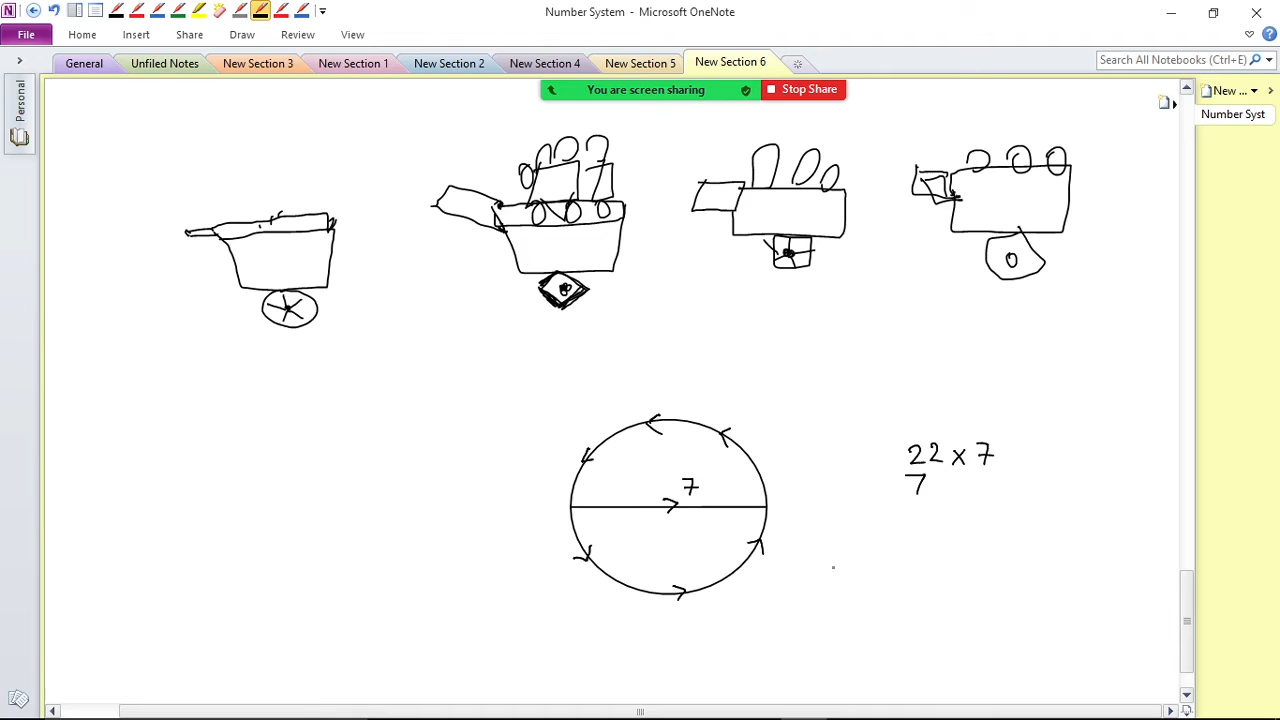 Number System - Microsoft OneNote
File Home Insert Share Draw Review View
General Unfiled Notes New Section 3 New Section 1 New Section 2 New Section 4 New Section 5 New Section 6
Search All Notebooks (Ctrl+E)
You are screen sharing Stop Share
New ...
Personal
Number Syst
7
22 x 7
7